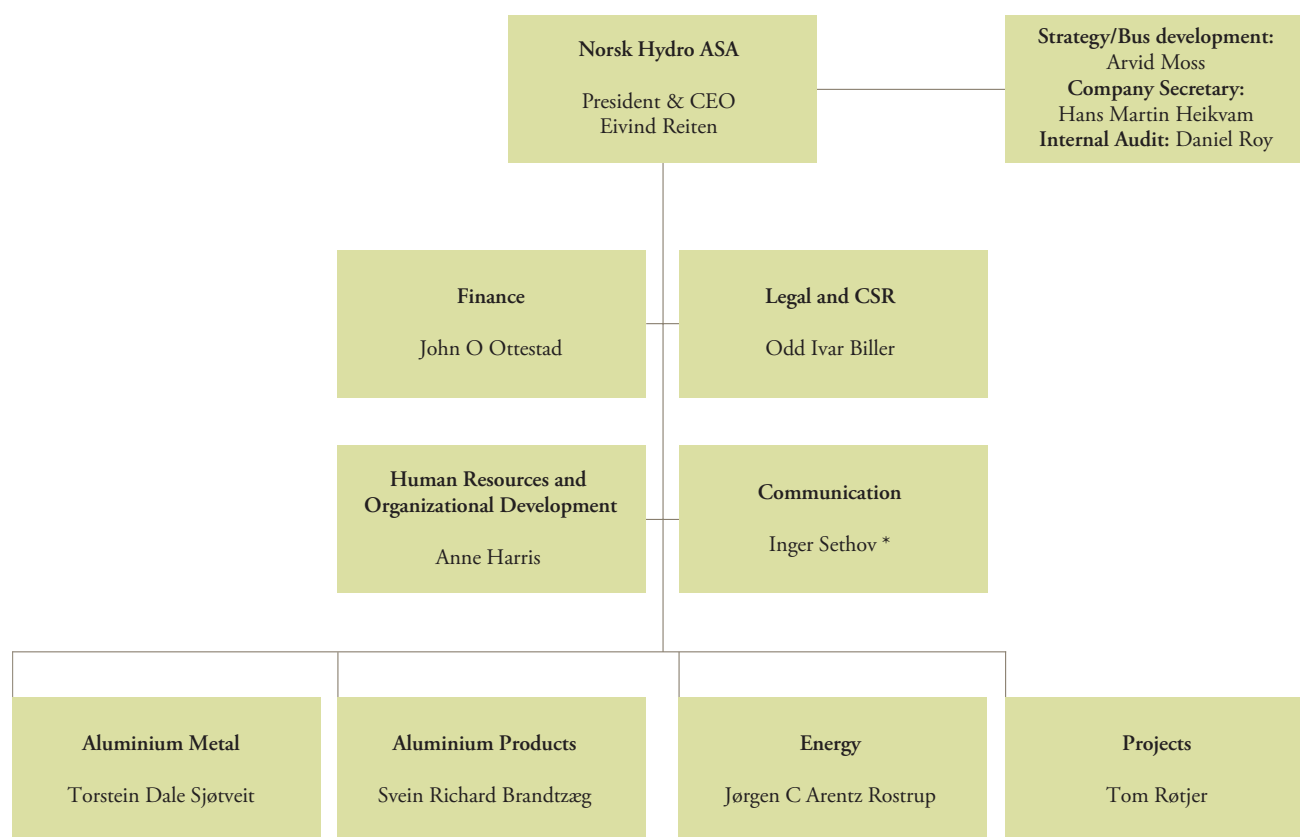 Norsk Hydro ASA
President & CEO
Eivind Reiten
Strategy/Bus development:
Arvid Moss
Company Secretary:
Hans Martin Heikvam
Internal Audit: Daniel Roy
Finance
John O Ottestad
Legal and CSR
Odd Ivar Biller
Human Resources and
Organizational Development
Anne Harris
Communication
Inger Sethov *
Aluminium Metal
Torstein Dale Sjøtveit
Aluminium Products
Svein Richard Brandtzæg
Energy
Jørgen C Arentz Rostrup
Projects
Tom Røtjer